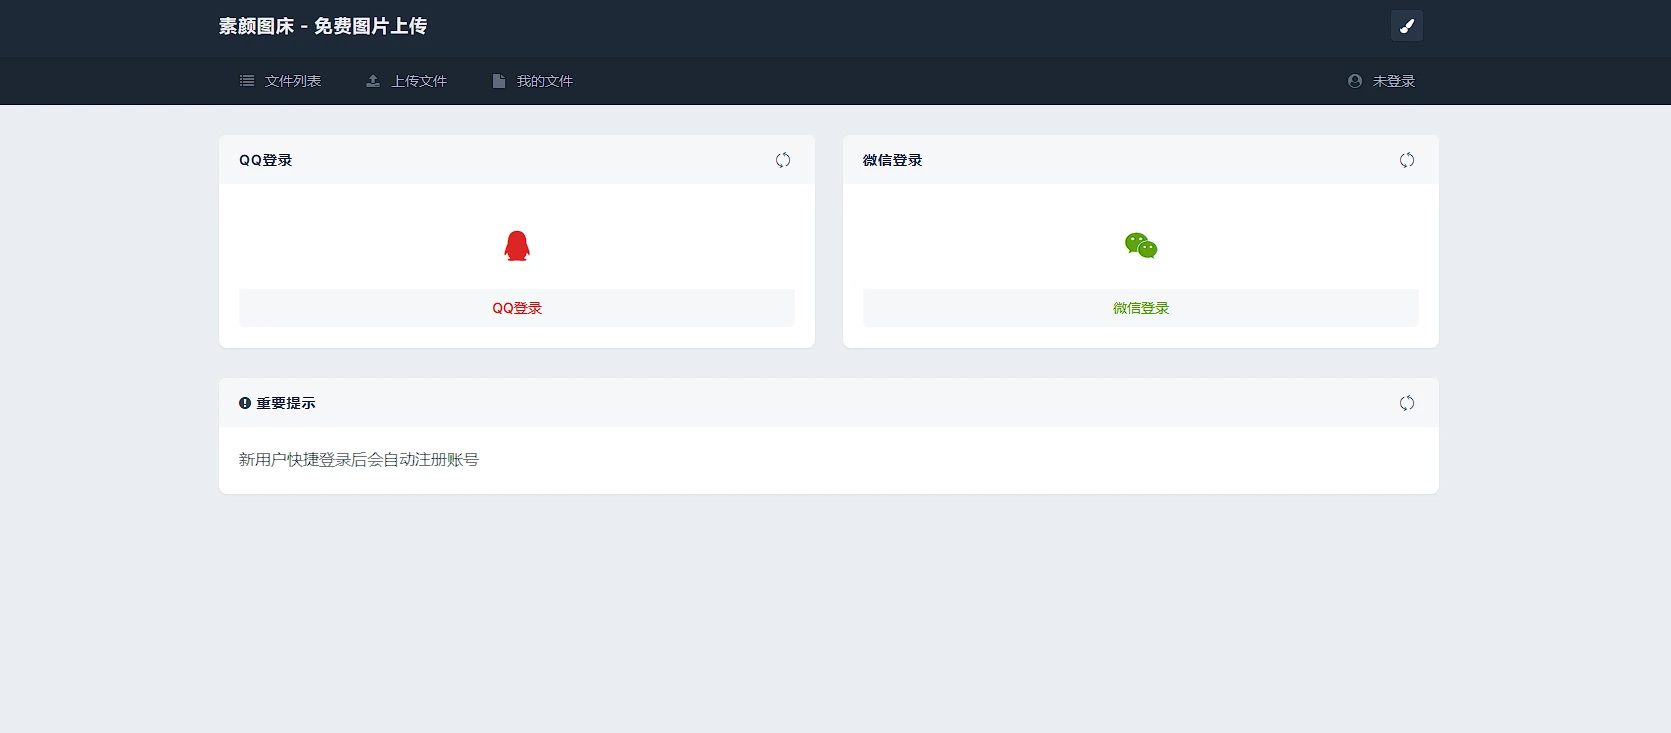 素颜图床 - 免费图片上传
文件列表
上传文件
我的文件
未登录
QQ登录
QQ登录
微信登录
微信登录
重要提示
新用户快捷登录后会自动注册账号